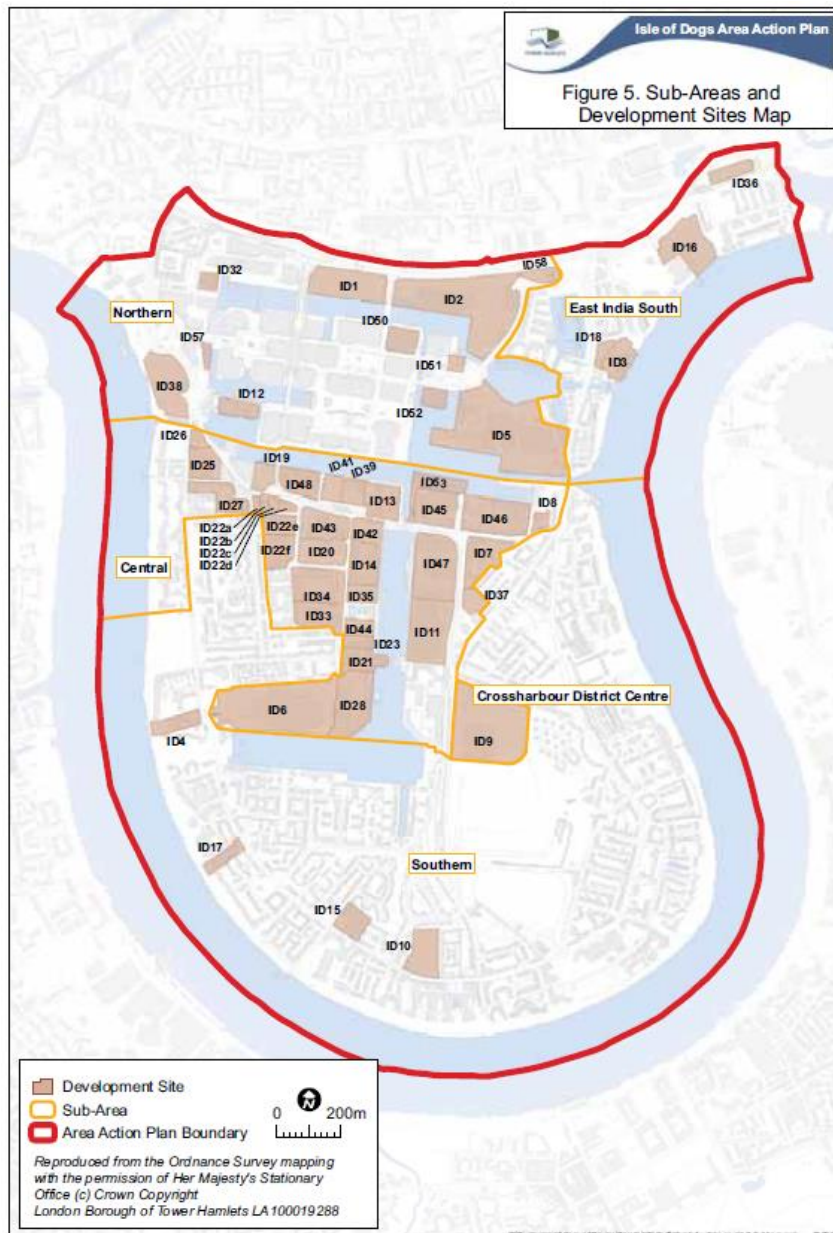 Isle of Dogs Area Action Plan
Figure 5. Sub-Areas and
Development Sites Map
ID36
ID16
ID58
ID32
ID1
ID2
East India South
Northern
ID50
ID18
ID57
ID51
ID3
ID38
ID12
ID52
ID5
ID26
ID19
ID41
ID39
ID25
ID48
ID53
ID13
ID8
ID27
ID45
ID46
ID22a
ID22b
ID22c
ID22d
ID22e
ID43
ID42
ID22f
ID20
ID7
Central
ID14
ID47
ID34
ID35
ID37
ID33
ID44
ID23
ID11
ID21
Crossharbour District Centre
ID6
ID28
ID4
ID9
ID17
Southern
ID15
ID10
Development Site
Sub-Area
Area Action Plan Boundary
N
0 200m
Reproduced from the Ordnance Survey mapping
with the permission of Her Majesty's Stationary
Office (c) Crown Copyright
London Borough of Tower Hamlets LA100019288